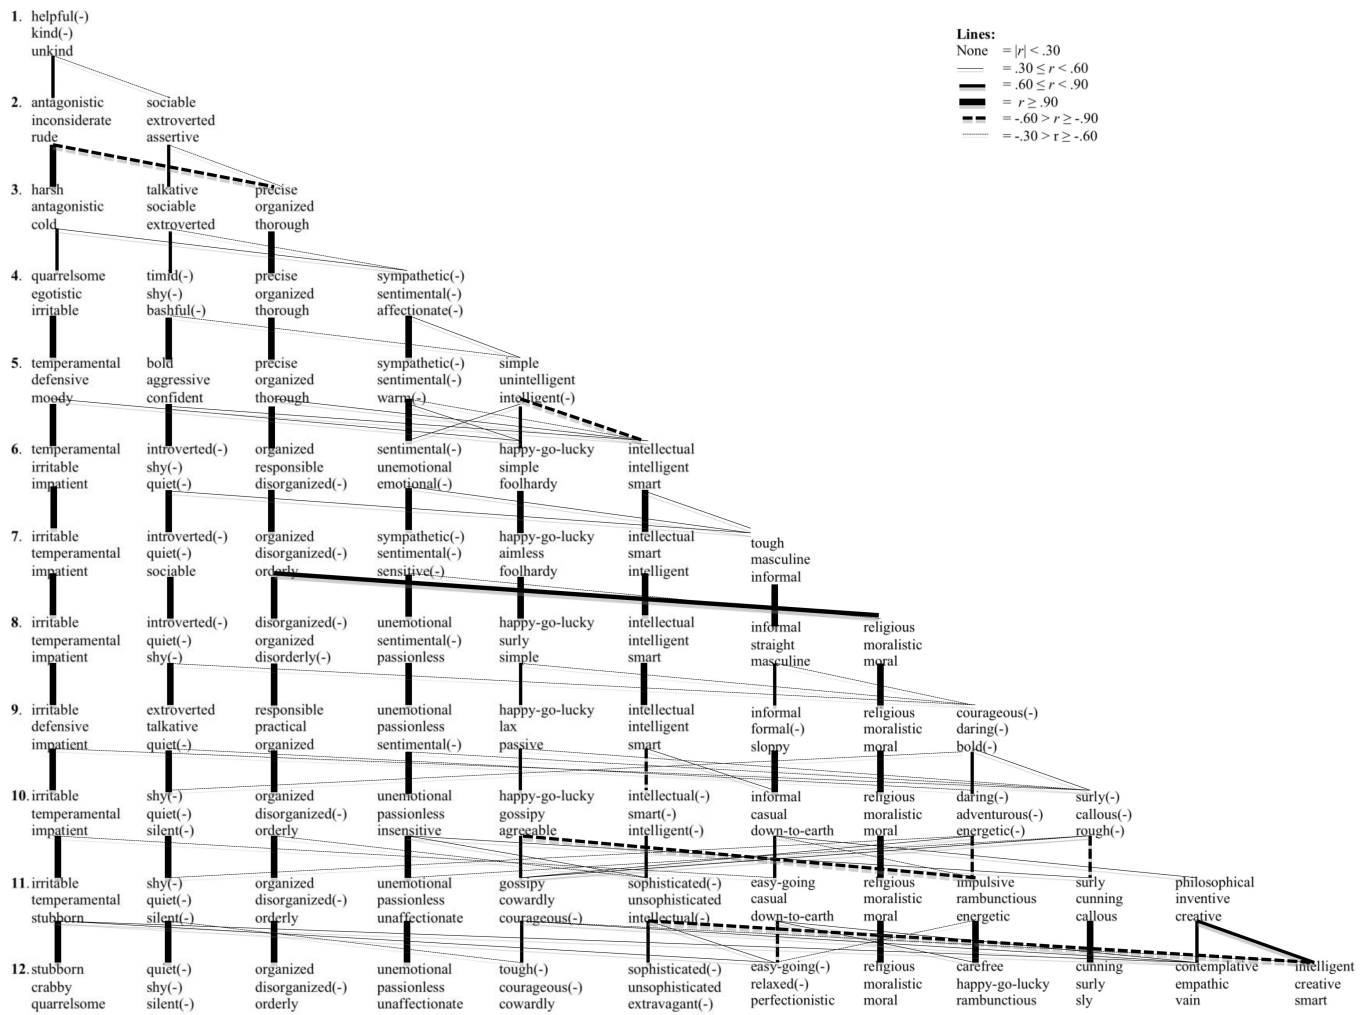 1. helpful(-)
kind(-)
unkind
Lines:
None = |r| < .30
= .30 ≤ r < .60
= .60 ≤ r < .90
= r ≥ .90
= -.60 > r ≥ -.90
= -.30 > r ≥ -.60
2. antagonistic sociable
inconsiderate extroverted
rude assertive
3. harsh talkative precise
antagonistic sociable organized
cold extroverted thorough
4. quarrelsome timid(-) precise sympathetic(-)
egotistic shy(-) organized sentimental(-)
irritable bashful(-) thorough affectionate(-)
5. temperamental bold precise sympathetic(-) simple
defensive aggressive organized sentimental(-) unintelligent
moody confident thorough warm(-) intelligent(-)
6. temperamental introverted(-) organized sentimental(-) happy-go-lucky intellectual
irritable shy(-) responsible unemotional simple intelligent
impatient quiet(-) disorganized(-) emotional(-) foolhardy smart
7. irritable introverted(-) organized sympathetic(-) happy-go-lucky intellectual tough
temperamental quiet(-) disorganized(-) sentimental(-) aimless smart masculine
impatient sociable orderly sensitive(-) foolhardy intelligent informal
8. irritable introverted(-) disorganized(-) unemotional happy-go-lucky intellectual informal religious
temperamental quiet(-) organized sentimental(-) surly intelligent straight moralistic
impatient shy(-) disorderly(-) passionless simple smart masculine moral
9. irritable extroverted responsible unemotional happy-go-lucky intellectual informal religious courageous(-)
defensive talkative practical passionless lax intelligent formal(-) moralistic daring(-)
impatient quiet(-) organized sentimental(-) passive smart sloppy moral bold(-)
10. irritable shy(-) organized unemotional happy-go-lucky intellectual(-) informal religious daring(-) surly(-)
temperamental quiet(-) disorganized(-) passionless gossipy smart(-) casual moralistic adventurous(-) callous(-)
impatient silent(-) orderly insensitive agreeable intelligent(-) down-to-earth moral energetic(-) rough(-)
11. irritable shy(-) organized unemotional gossipy sophisticated(-) easy-going religious impulsive surly philosophical
temperamental quiet(-) disorganized(-) passionless cowardly unsophisticated casual moralistic rambunctious cunning inventive
stubborn silent(-) orderly unaffectionate courageous(-) intellectual(-) down-to-earth moral energetic callous creative
12. stubborn quiet(-) organized unemotional tough(-) sophisticated(-) easy-going(-) religious carefree cunning contemplative intelligent
crabby shy(-) disorganized(-) passionless courageous(-) unsophisticated relaxed(-) moralistic happy-go-lucky surly empathic creative
quarrelsome silent(-) orderly unaffectionate cowardly extravagant(-) perfectionistic moral rambunctious sly vain smart